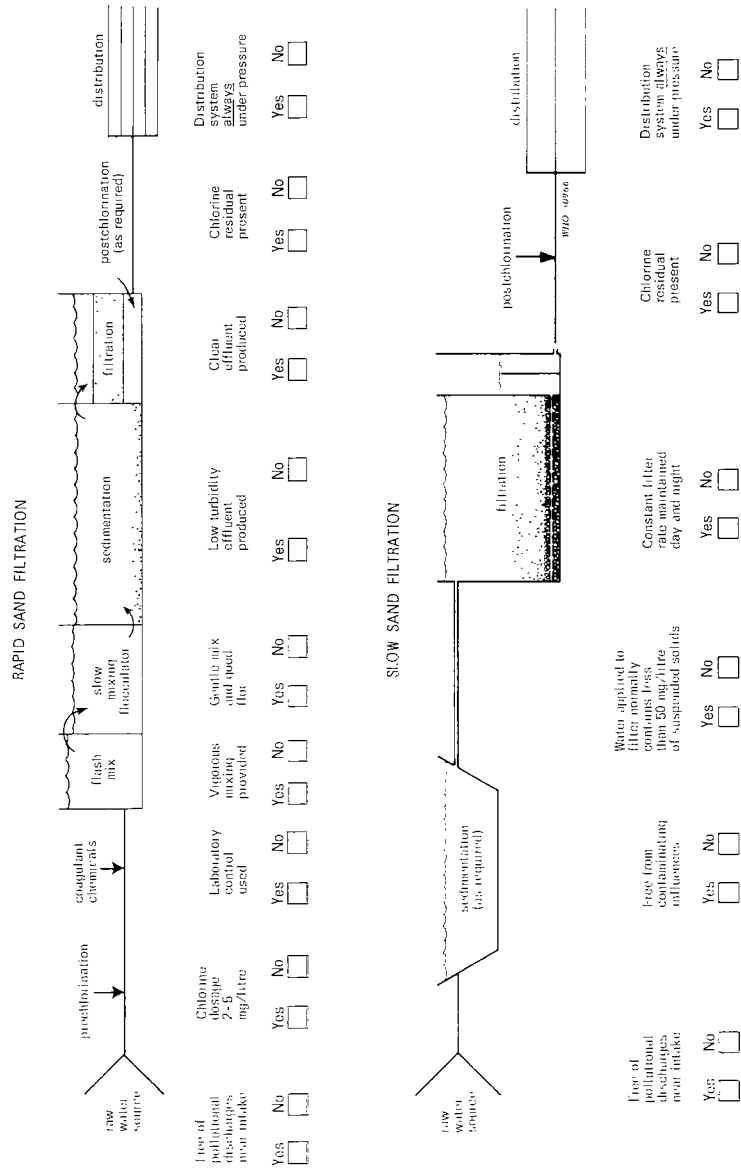 RAPID SAND FILTRATION
raw
water
source
prechlorination
coagulant
chemicals
flash
mix
slow
mixing
flocculator
sedimentation
filtration
postchlorination
(as required)
distribution
Free of
pollutional
discharges
near intake
Yes No
Chlorine
dosage
2-5
mg/litre
Yes No
Laboratory
control
used
Yes No
Vigorous
mixing
provided
Yes No
Gentle mix
and good
floc
Yes No
Low turbidity
effluent
produced
Yes No
Clear
effluent
produced
Yes No
Chlorine
residual
present
Yes No
Distribution
system always
under pressure
Yes No
SLOW SAND FILTRATION
raw
water
source
sedimentation
(as required)
filtration
postchlorination
WHO
distribution
Free of
pollutional
discharges
near intake
Yes No
Free from
contaminating
influences
Yes No
Water applied to
filter normally
contains less
than 50 mg/litre
of suspended solids
Yes No
Constant filter
rate maintained
day and night
Yes No
Chlorine
residual
present
Yes No
Distribution
system always
under pressure
Yes No